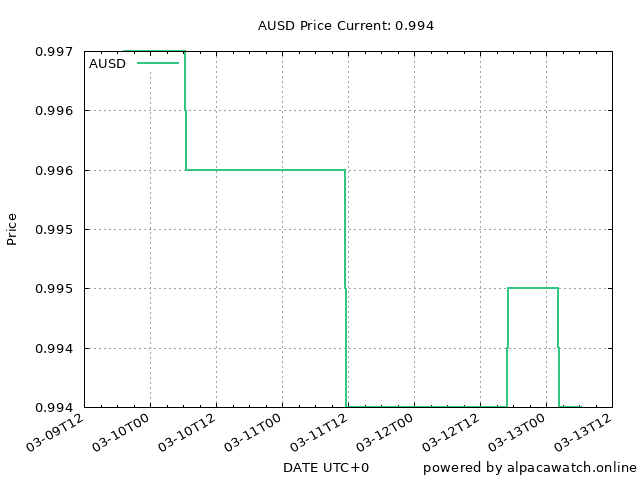 AUSD Price Current: 0.994
AUSD
0.997
0.996
0.996
0.995
0.995
0.994
0.994
Price
03-09T12
03-10T00
03-10T12
03-11T00
03-11T12
03-12T00
03-12T12
03-13T00
03-13T12
DATE UTC+0
powered by alpacawatch.online